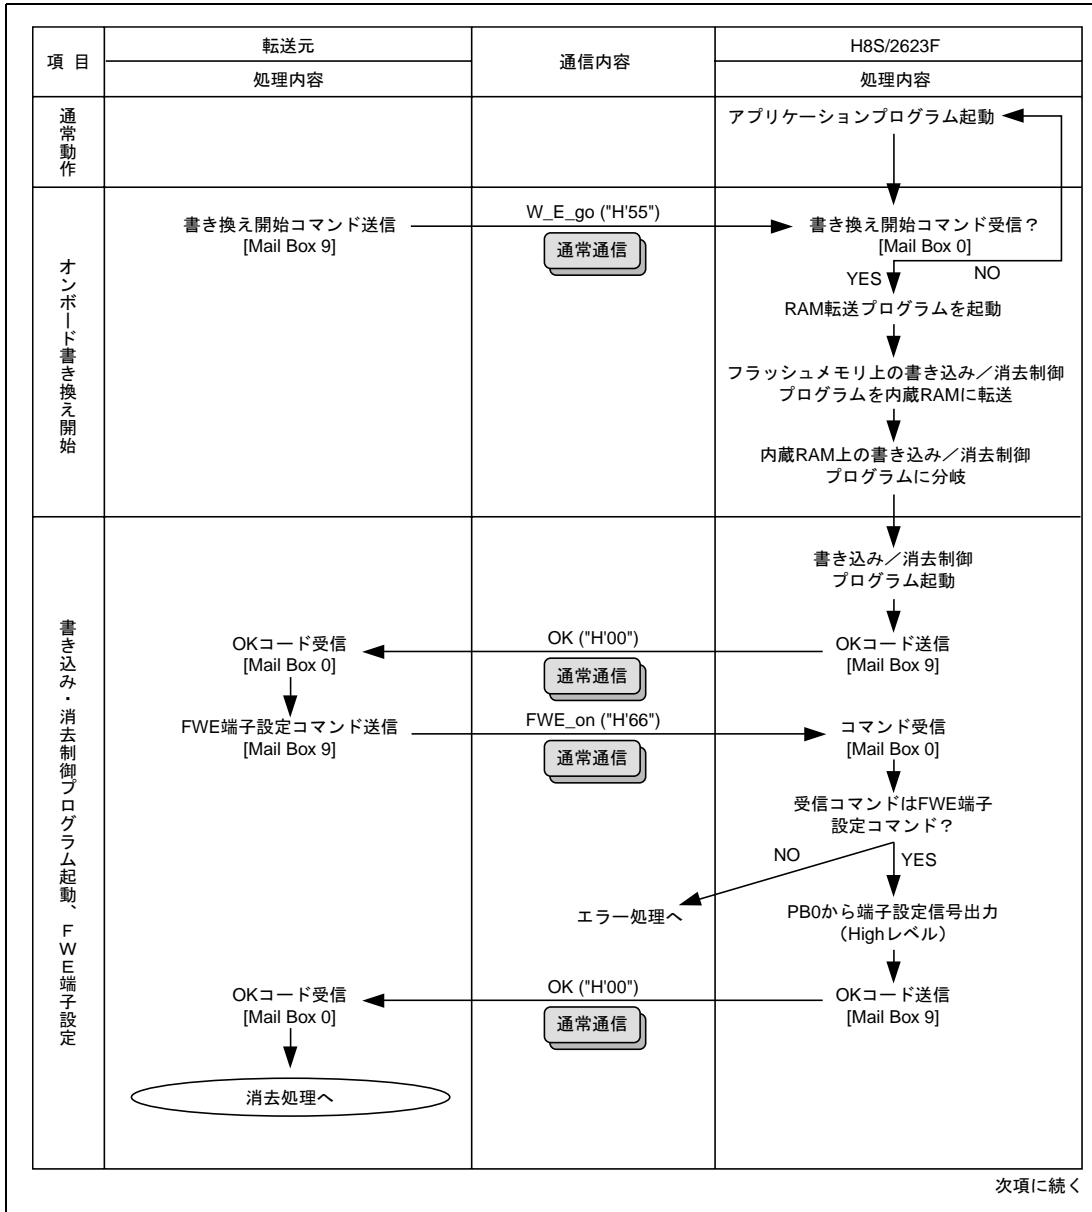 項 目
転送元
通信内容
H8S/2623F
処理内容
処理内容
通常動作
アプリケーションプログラム起動
オンボード書き換え開始
書き換え開始コマンド送信
[Mail Box 9]
W_E_go ("H'55")
通常通信
書き換え開始コマンド受信？
[Mail Box 0]
YES
NO
RAM転送プログラムを起動
フラッシュメモリ上の書き込み／消去制御
プログラムを内蔵RAMに転送
内蔵RAM上の書き込み／消去制御
プログラムに分岐
書き込み・消去制御プログラム起動、ＦＷＥ端子設定
書き込み／消去制御
プログラム起動
OKコード受信
[Mail Box 0]
OK ("H'00")
通常通信
OKコード送信
[Mail Box 9]
FWE端子設定コマンド送信
[Mail Box 9]
FWE_on ("H'66")
通常通信
コマンド受信
[Mail Box 0]
受信コマンドはFWE端子
設定コマンド？
NO
YES
エラー処理へ
PB0から端子設定信号出力
（Highレベル）
OKコード受信
[Mail Box 0]
OK ("H'00")
通常通信
OKコード送信
[Mail Box 9]
消去処理へ
次項に続く